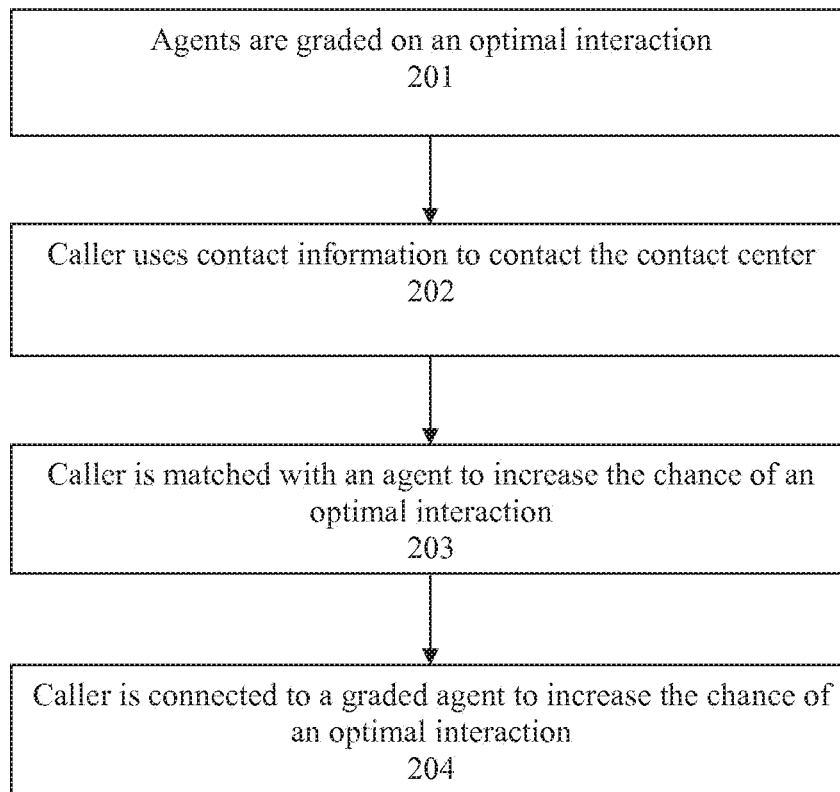 Agents are graded on an optimal interaction
201
Caller uses contact information to contact the contact center
202
Caller is matched with an agent to increase the chance of an
optimal interaction
203
Caller is connected to a graded agent to increase the chance of
an optimal interaction
204